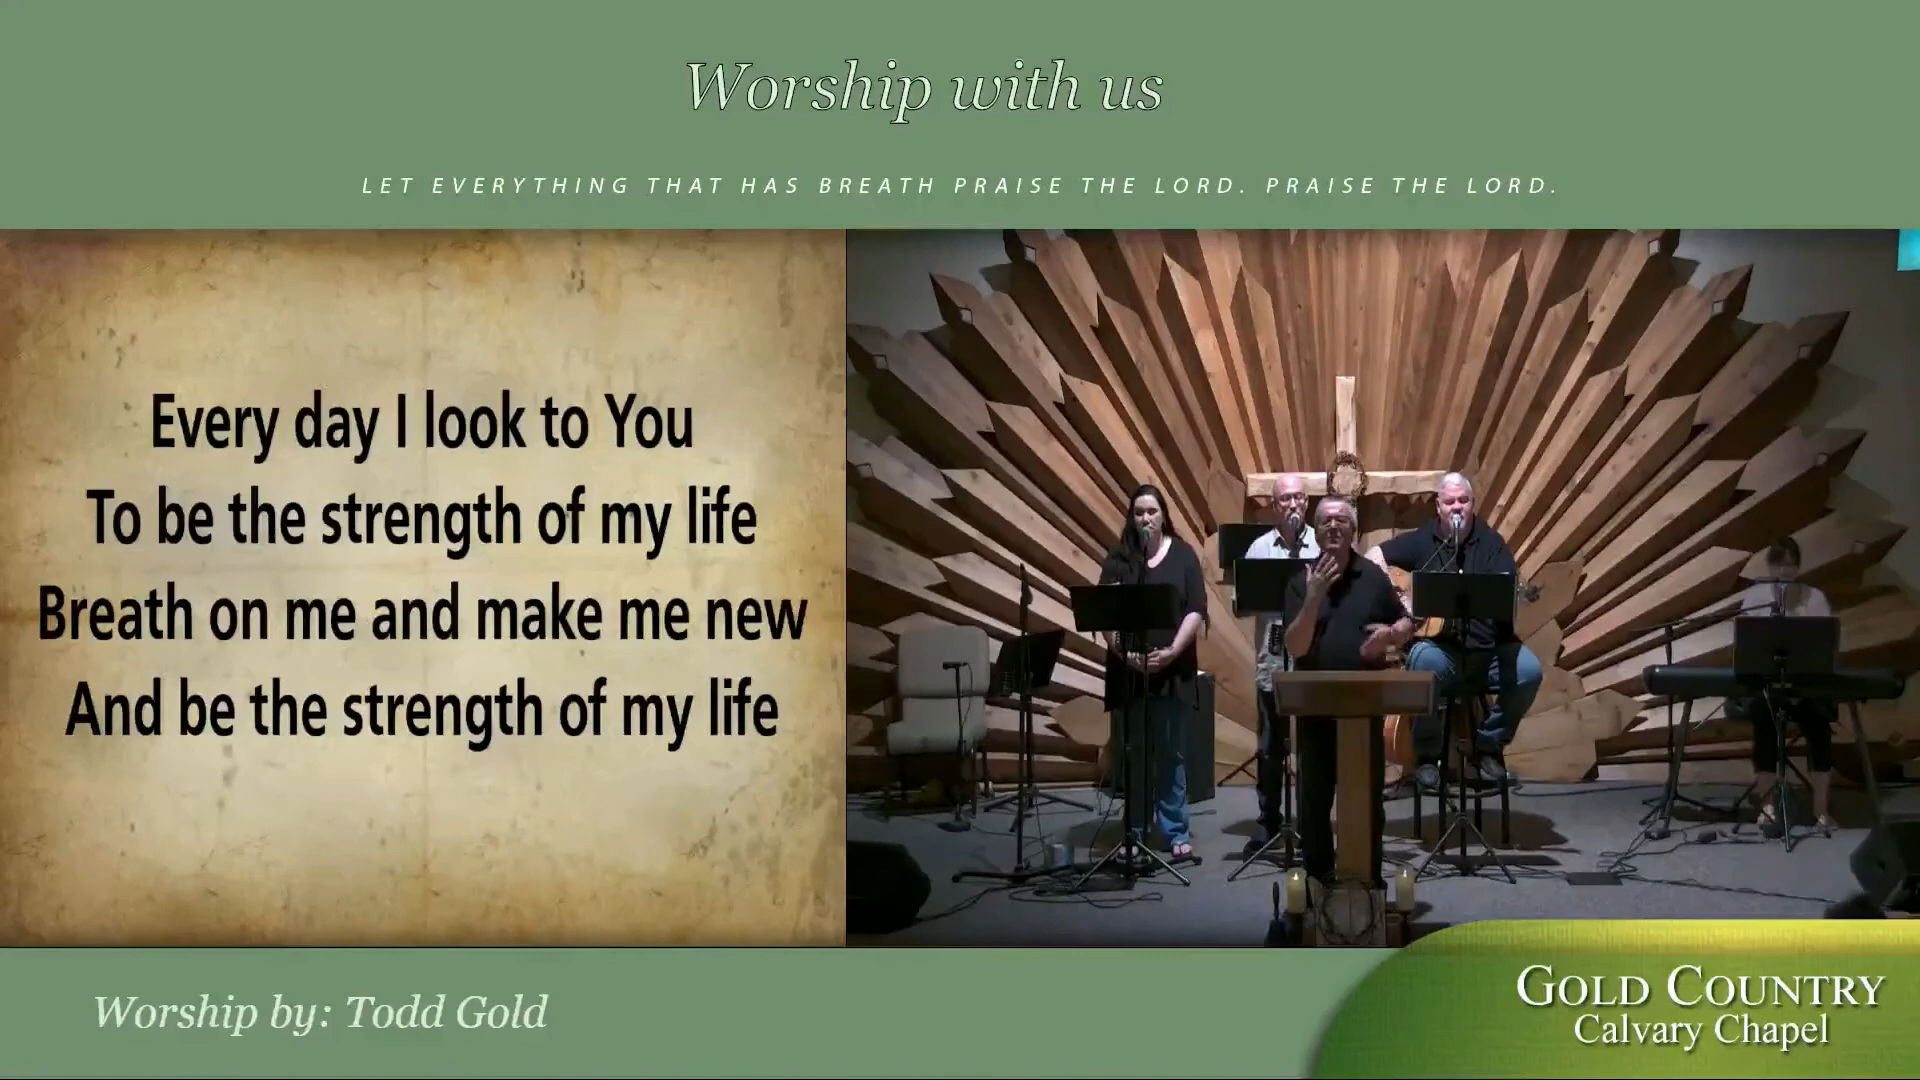 Worship with us
LET EVERYTHING THAT HAS BREATH PRAISE THE LORD. PRAISE THE LORD.
Every day I look to You
To be the strength of my life
Breath on me and make me new
And be the strength of my life
Worship by: Todd Gold
GOLD COUNTRY
Calvary Chapel